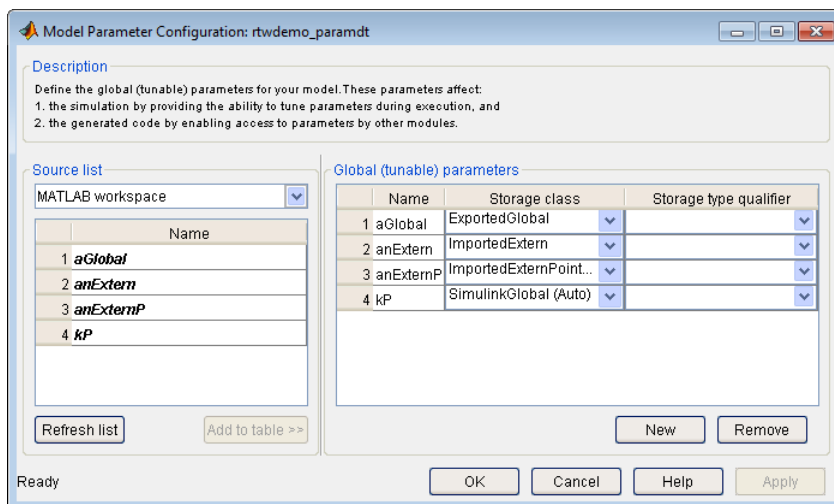 Model Parameter Configuration: rtwdemo_paramdt
Description
Define the global (tunable) parameters for your model.These parameters affect:
1. the simulation by providing the ability to tune parameters during execution, and
2. the generated code by enabling access to parameters by other modules.
Source list
MATLAB workspace
Name
1 aGlobal
2 anExtern
3 anExternP
4 kP
Refresh list
Add to table >>
Global (tunable) parameters
Name Storage class Storage type qualifier
1 aGlobal ExportedGlobal
2 anExtern ImportedExtern
3 anExternP ImportedExternPoint...
4 kP SimulinkGlobal (Auto)
New Remove
Ready
OK Cancel Help Apply